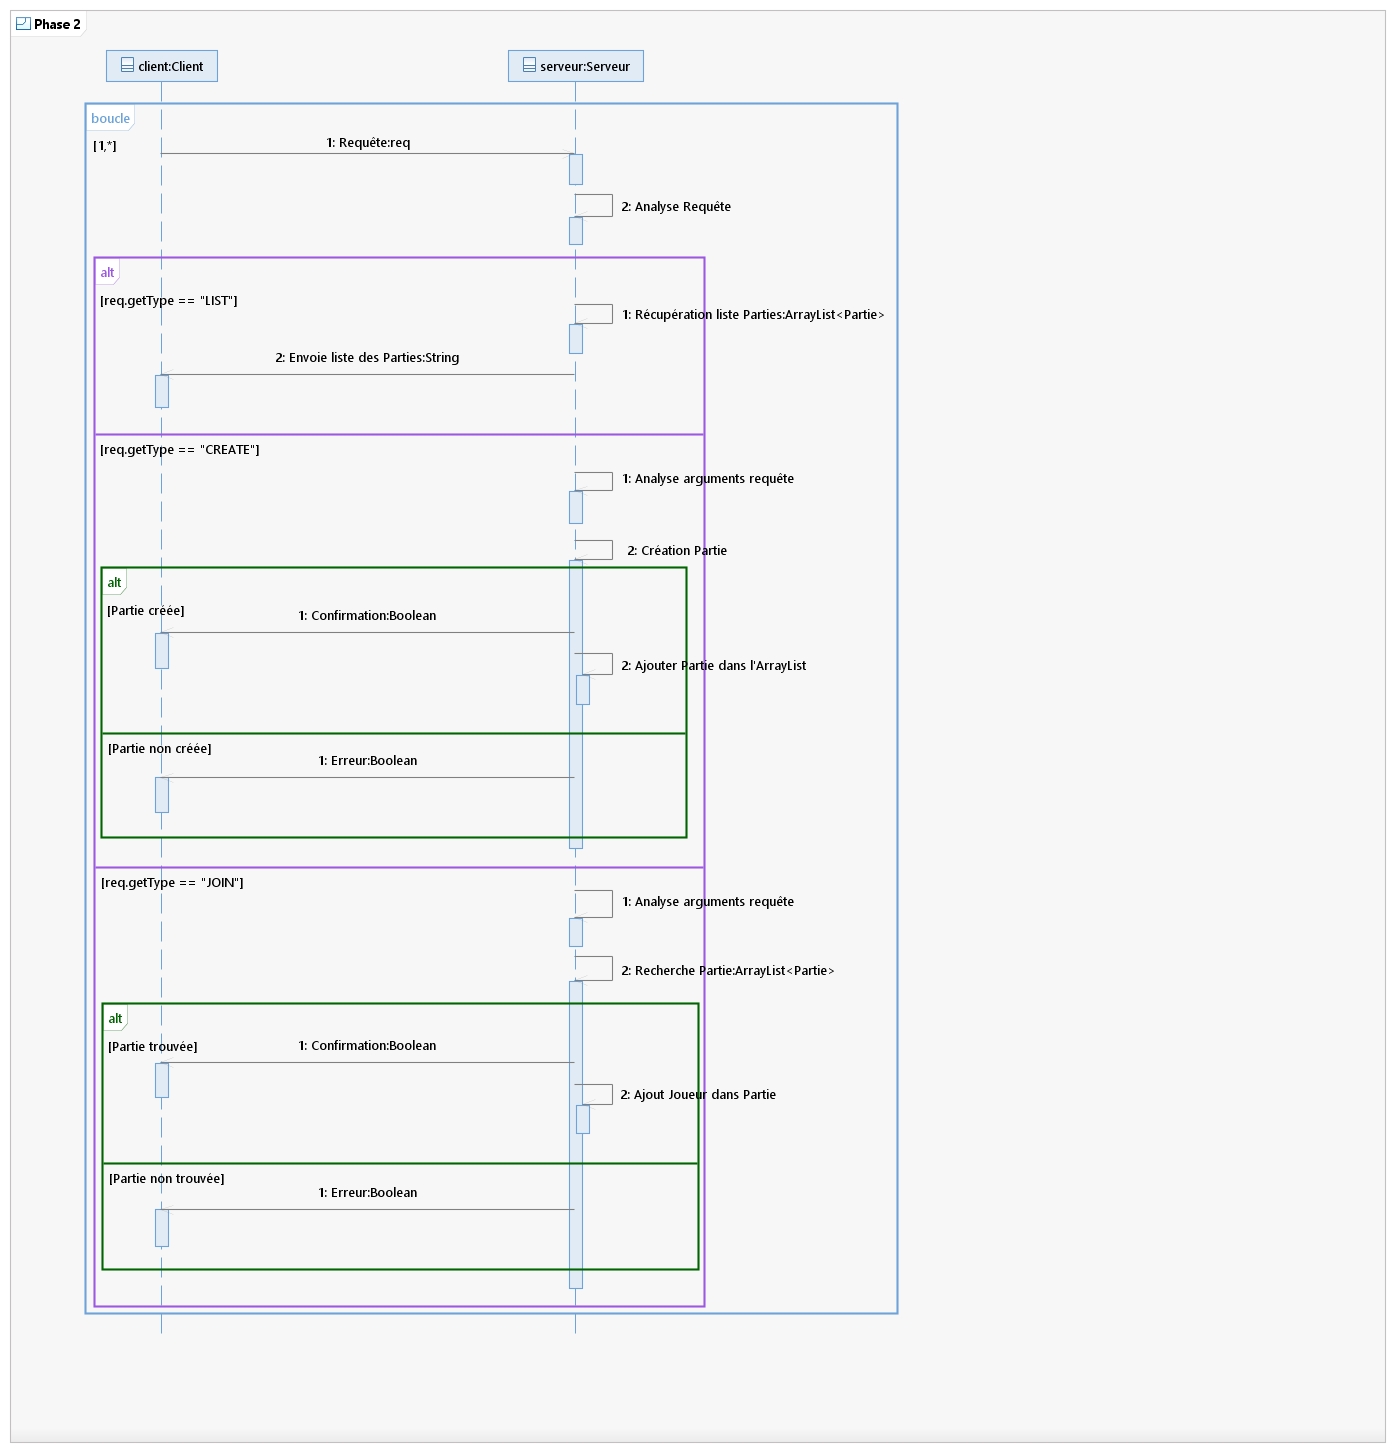 Phase 2
client:Client
serveur:Serveur
boucle
[1,*]
1: Requête:req
2: Analyse Requête
alt
[req.getType == "LIST"]
1: Récupération liste Parties:ArrayList<Partie>
2: Envoie liste des Parties:String
[req.getType == "CREATE"]
1: Analyse arguments requête
2: Création Partie
alt
[Partie créée]
1: Confirmation:Boolean
2: Ajouter Partie dans l'ArrayList
[Partie non créée]
1: Erreur:Boolean
[req.getType == "JOIN"]
1: Analyse arguments requête
2: Recherche Partie:ArrayList<Partie>
alt
[Partie trouvée]
1: Confirmation:Boolean
2: Ajout Joueur dans Partie
[Partie non trouvée]
1: Erreur:Boolean